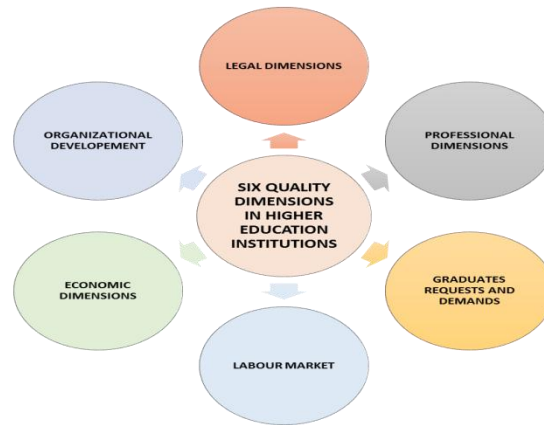 LEGAL DIMENSIONS
ORGANIZATIONAL
DEVELOPEMENT
PROFESSIONAL
DIMENSIONS
SIX QUALITY
DIMENSIONS
IN HIGHER
EDUCATION
INSTITUTIONS
ECONOMIC
DIMENSIONS
GRADUATES
REQUESTS AND
DEMANDS
LABOUR MARKET